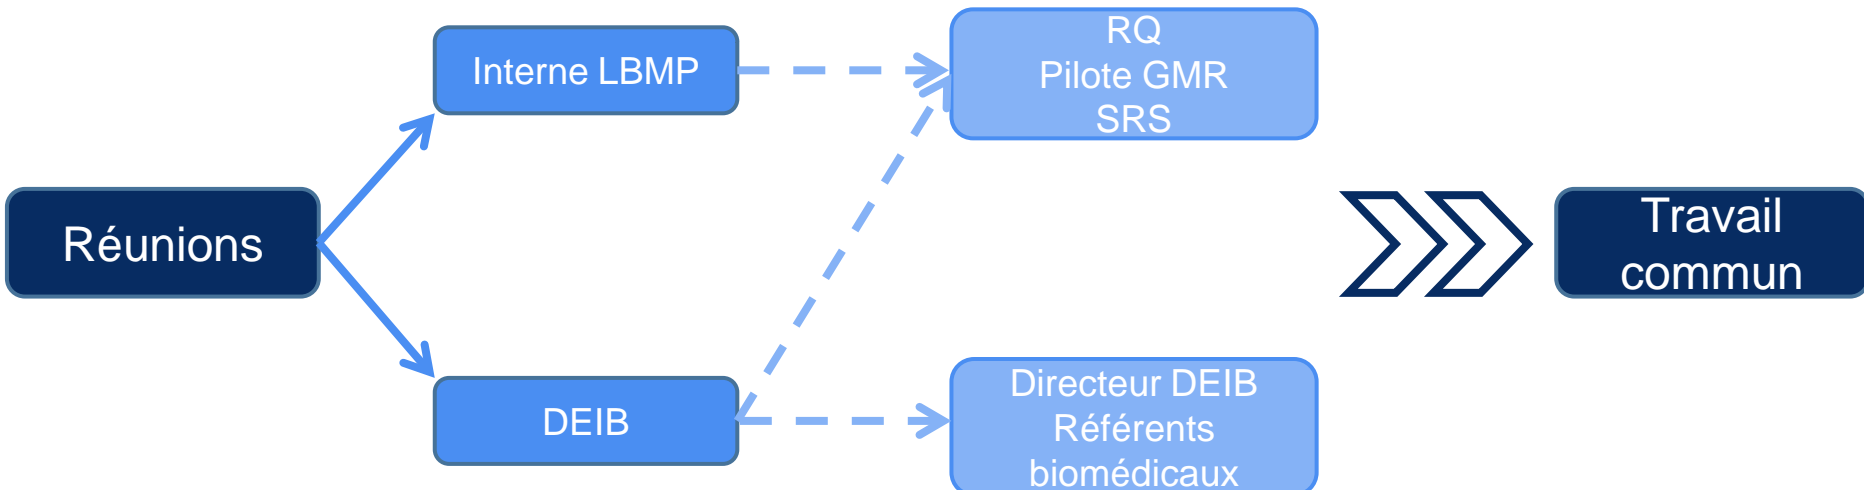 Réunions
Interne LBMP
DEIB
RQ
Pilote GMR
SRS
Directeur DEIB
Référents
biomédicaux
Travail
commun